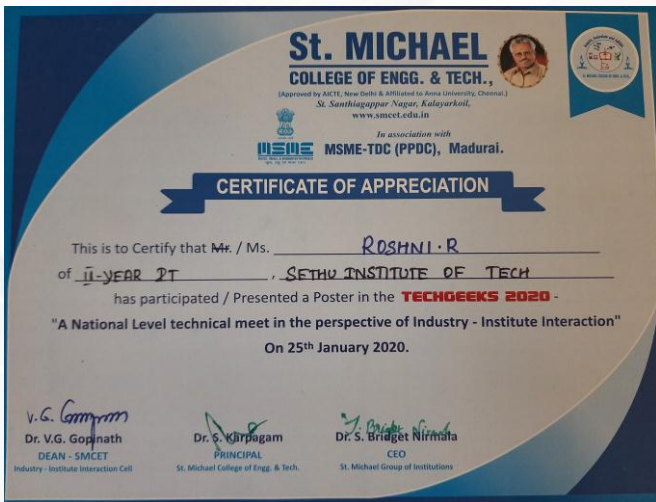 St. MICHAEL
COLLEGE OF ENGG. & TECH.,
(Approved by AICTE, New Delhi & Affiliated to Anna University, Chennai.)
St. Santhiagappar Nagar, Kalayarkoil,
www.smcet.edu.in
In association with
MSME MSME-TDC (PPDC), Madurai.
CERTIFICATE OF APPRECIATION
This is to Certify that Mr. / Ms. ROSHNI.R
of II-YEAR IT , SETHU INSTITUTE OF TECH
has participated / Presented a Poster in the TECHGEEKS 2020 -
"A National Level technical meet in the perspective of Industry - Institute Interaction"
On 25th January 2020.
V.G.
Dr. V.G. Gopinath
DEAN - SMCET
Industry - Institute Interaction Cell
Dr. S. Karpagam
PRINCIPAL
St. Michael College of Engg. & Tech.
Dr. S. Bridget Nirmala
CEO
St. Michael Group of Institutions